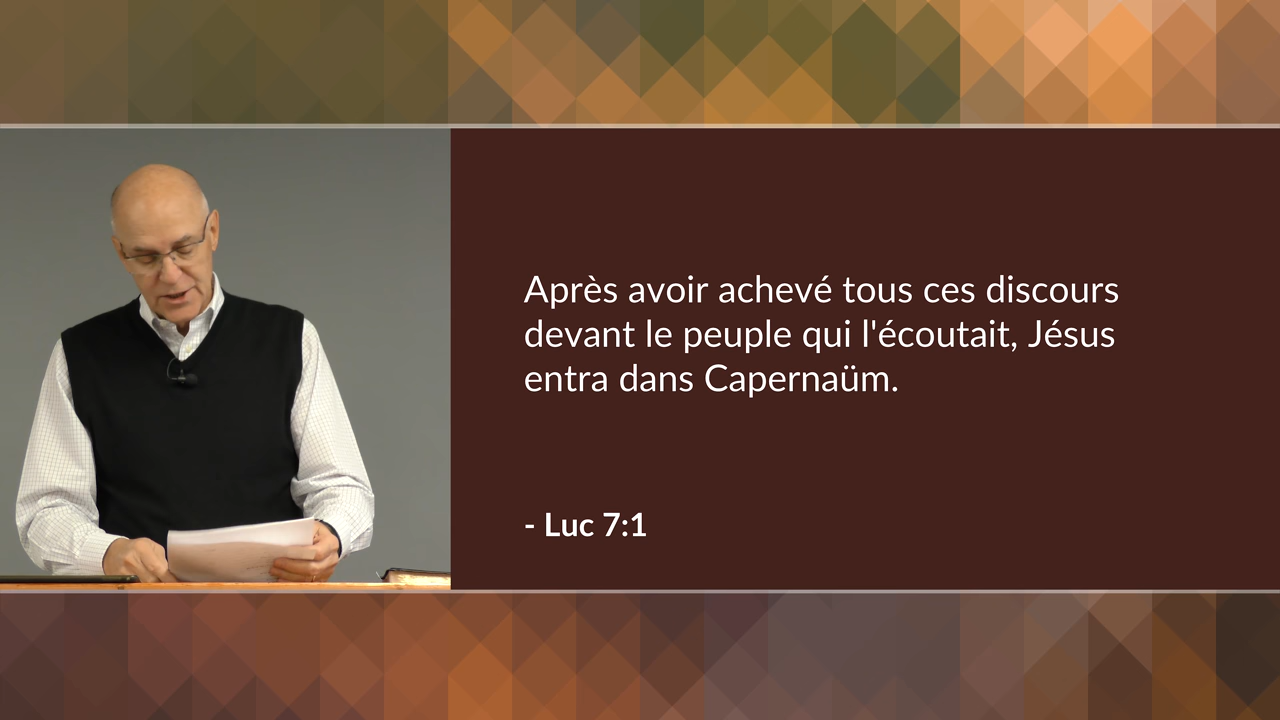 Après avoir achevé tous ces discours
devant le peuple qui l'écoutait, Jésus
entra dans Capernaüm.
- Luc 7:1